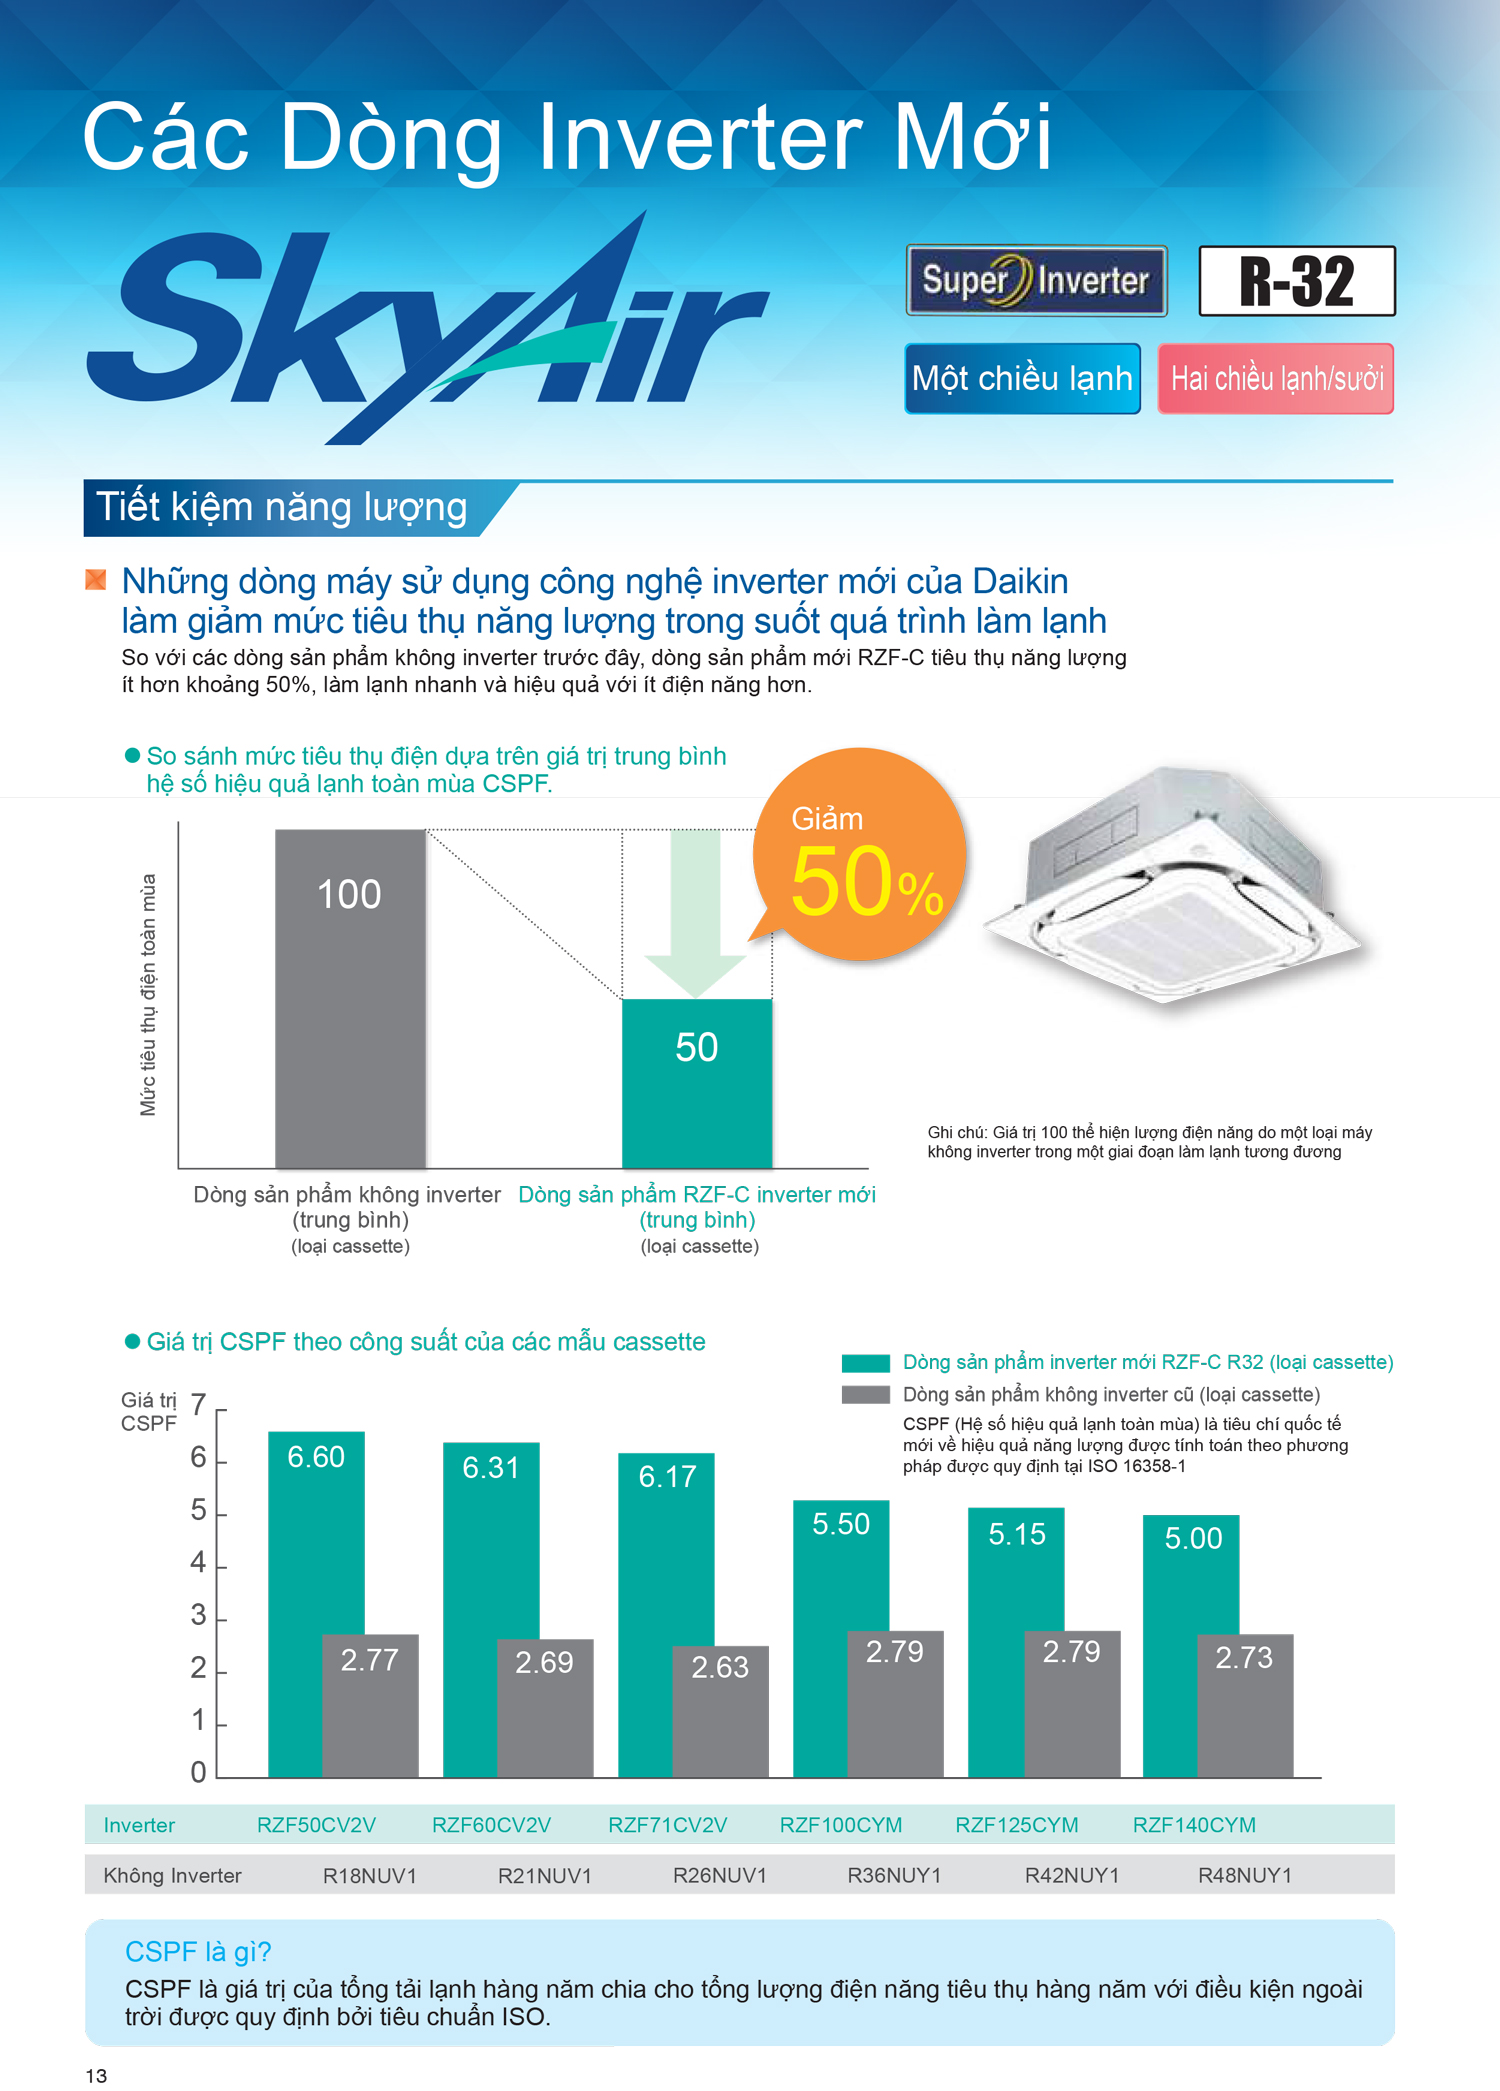 Các Dòng Inverter Mới
SkyAir
Super Inverter
R-32
Một chiều lạnh
Hai chiều lạnh/sưởi
Tiết kiệm năng lượng
Những dòng máy sử dụng công nghệ inverter mới của Daikin
làm giảm mức tiêu thụ năng lượng trong suốt quá trình làm lạnh
So với các dòng sản phẩm không inverter trước đây, dòng sản phẩm mới RZF-C tiêu thụ năng lượng
ít hơn khoảng 50%, làm lạnh nhanh và hiệu quả với ít điện năng hơn.
So sánh mức tiêu thụ điện dựa trên giá trị trung bình
hệ số hiệu quả lạnh toàn mùa CSPF.
Giảm
50%
Mức tiêu thụ điện toàn mùa
100
50
Ghi chú: Giá trị 100 thể hiện lượng điện năng do một loại máy
không inverter trong một giai đoạn làm lạnh tương đương
Dòng sản phẩm không inverter
(trung bình)
(loại cassette)
Dòng sản phẩm RZF-C inverter mới
(trung bình)
(loại cassette)
Giá trị CSPF theo công suất của các mẫu cassette
Dòng sản phẩm inverter mới RZF-C R32 (loại cassette)
Dòng sản phẩm không inverter cũ (loại cassette)
CSPF (Hệ số hiệu quả lạnh toàn mùa) là tiêu chí quốc tế
mới về hiệu quả năng lượng được tính toán theo phương
pháp được quy định tại ISO 16358-1
Giá trị
CSPF
7
6
5
4
3
2
1
0
6.60
6.31
6.17
5.50
5.15
5.00
2.77
2.69
2.63
2.79
2.79
2.73
Inverter RZF50CV2V RZF60CV2V RZF71CV2V RZF100CYM RZF125CYM RZF140CYM
Không Inverter R18NUV1 R21NUV1 R26NUV1 R36NUY1 R42NUY1 R48NUY1
CSPF là gì?
CSPF là giá trị của tổng tải lạnh hàng năm chia cho tổng lượng điện năng tiêu thụ hàng năm với điều kiện ngoài
trời được quy định bởi tiêu chuẩn ISO.
13